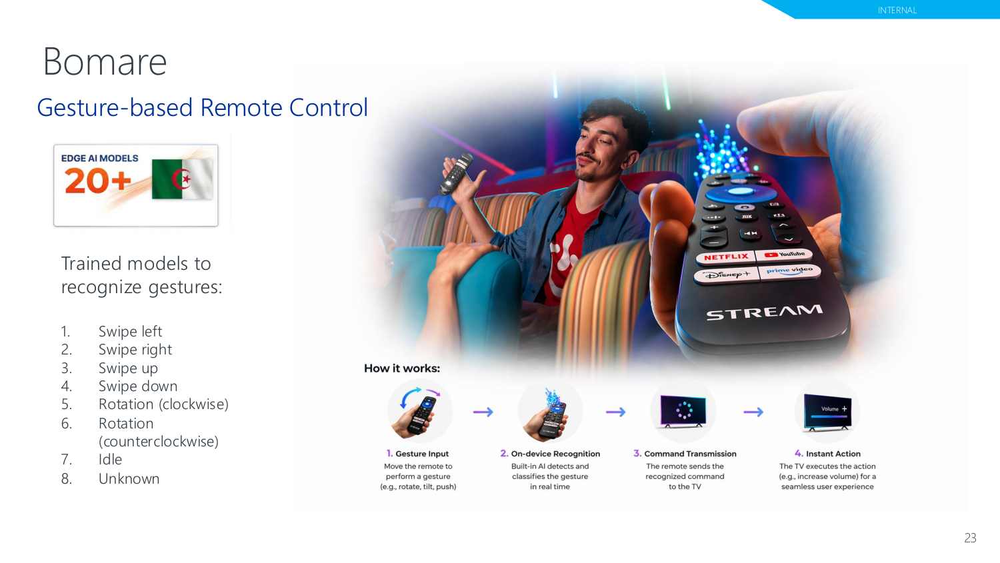 INTERNAL
Bomare
Gesture-based Remote Control
EDGE AI MODELS
20+
Trained models to
recognize gestures:
1. Swipe left
2. Swipe right
3. Swipe up
4. Swipe down
5. Rotation (clockwise)
6. Rotation
(counterclockwise)
7. Idle
8. Unknown
NETFLIX
YouTube
Disney+
prime video
STREAM
How it works:
Volume +
1. Gesture Input
Move the remote to
perform a gesture
(e.g., rotate, tilt, push)
2. On-device Recognition
Built-in AI detects and
classifies the gesture
in real time
3. Command Transmission
The remote sends the
recognized command
to the TV
4. Instant Action
The TV executes the action
(e.g., increase volume) for a
seamless user experience
23